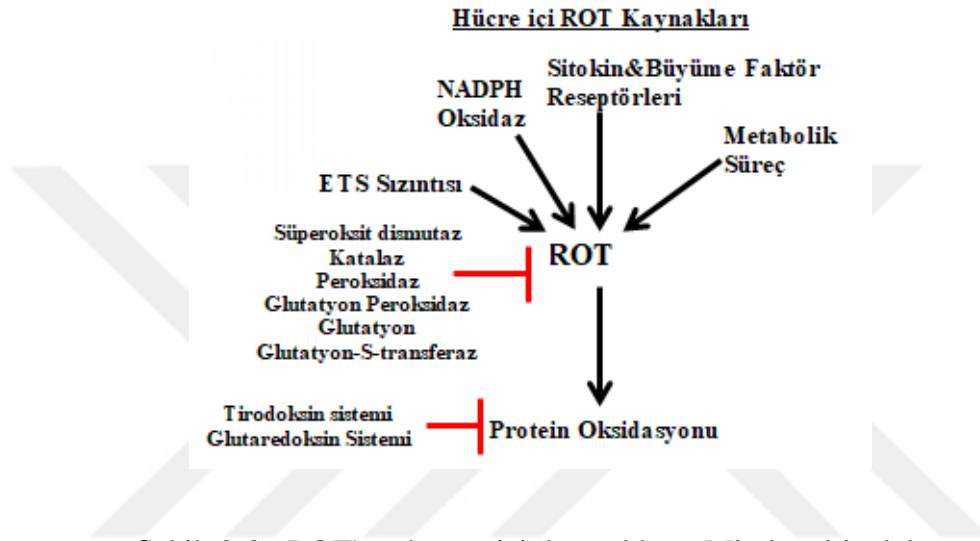 Hücre içi ROT Kaynakları
Sitokin&Büyüme Faktör
Reseptörleri
NADPH
Oksidaz
Metabolik
Süreç
ETS Sızıntısı
Süperoksit dismutaz
Katalaz
Peroksidaz
Glutatyon Peroksidaz
Glutatyon
Glutatyon-S-transferaz
ROT
Tirodoksin sistemi
Glutaredoksin Sistemi
Protein Oksidasyonu